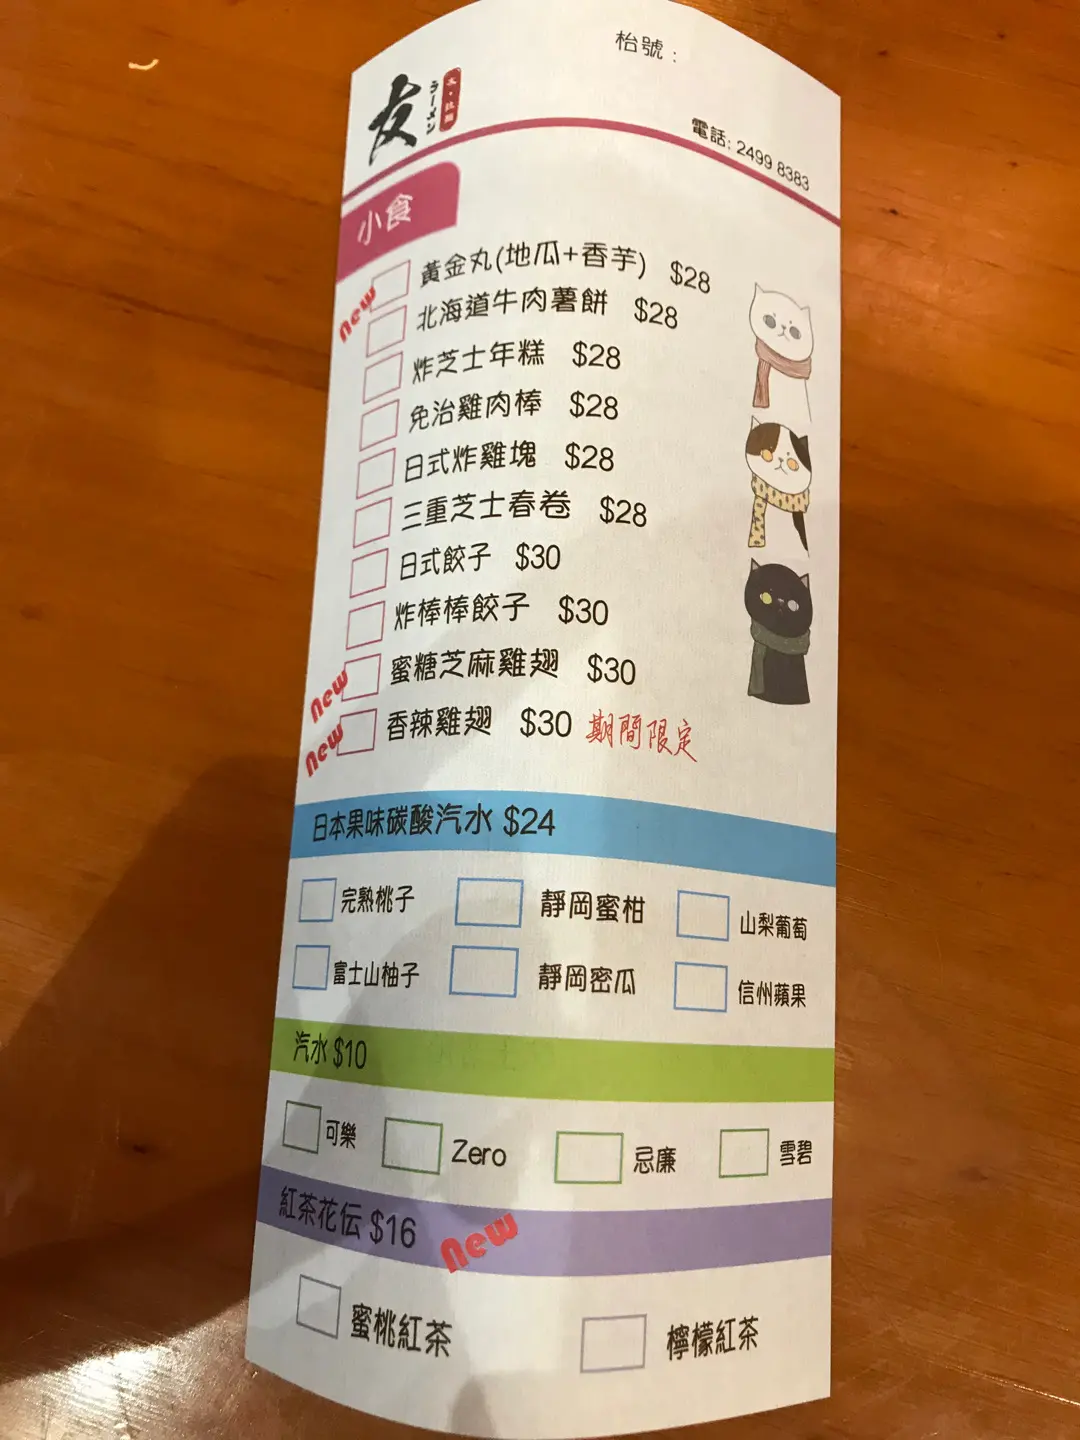 枱號：
友
ラーメン
友・拉麵
電話: 2499 8383
小食
黃金丸(地瓜+香芋) $28
new 北海道牛肉薯餅 $28
炸芝士年糕 $28
免治雞肉棒 $28
日式炸雞塊 $28
三重芝士春卷 $28
日式餃子 $30
炸棒棒餃子 $30
new 蜜糖芝麻雞翅 $30
new 香辣雞翅 $30 期間限定
日本果味碳酸汽水 $24
完熟桃子 靜岡蜜柑 山梨葡萄
富士山柚子 靜岡密瓜 信州蘋果
汽水 $10
可樂 Zero 忌廉 雪碧
紅茶花伝 $16 new
蜜桃紅茶 檸檬紅茶